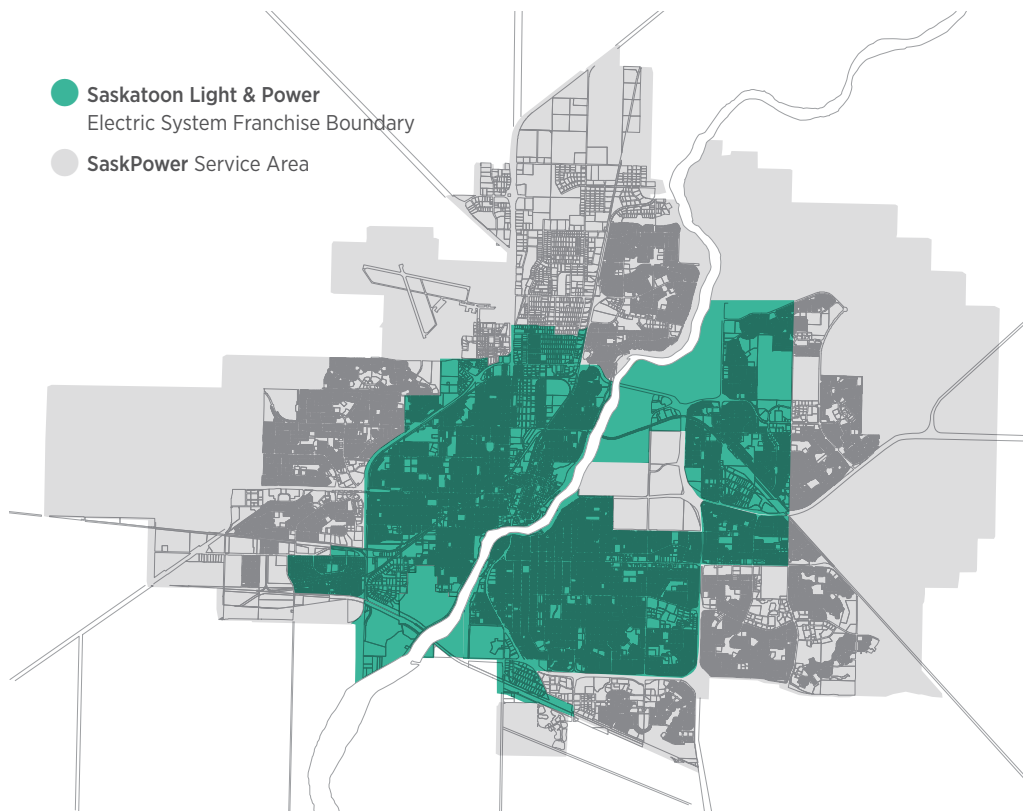 Saskatoon Light & Power
Electric System Franchise Boundary
SaskPower Service Area